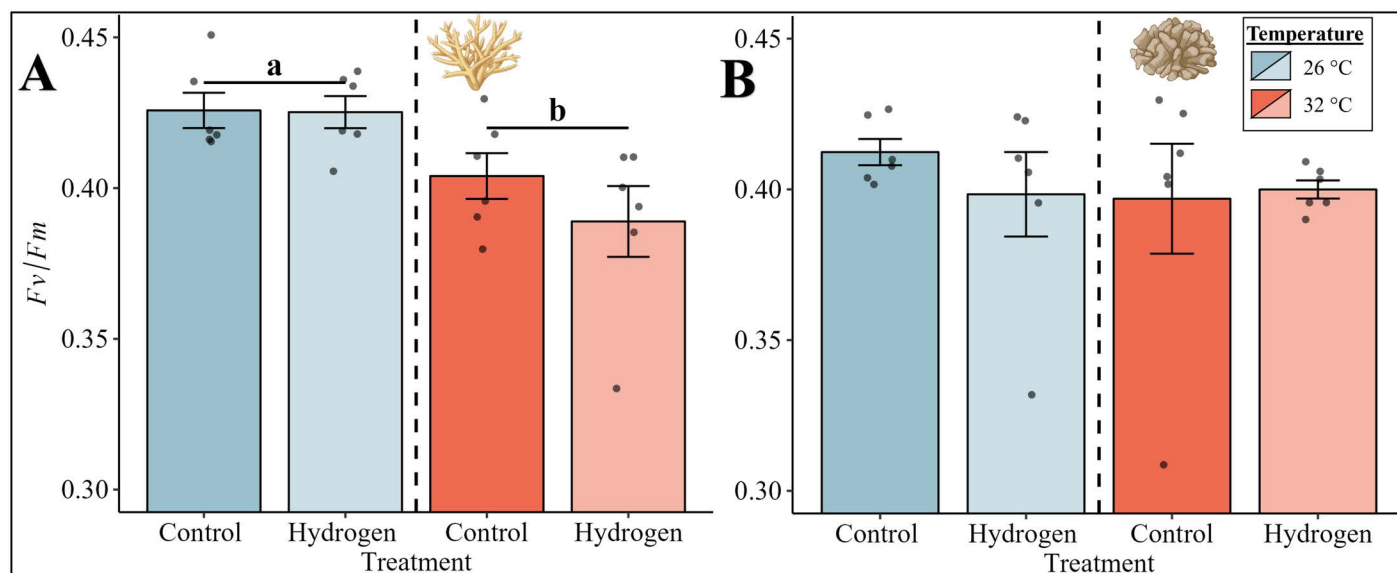 A
B
Temperature
26 °C
32 °C
a
b
Fv/Fm
0.45
0.40
0.35
0.30
Control Hydrogen Control Hydrogen
Treatment
0.45
0.40
0.35
0.30
Control Hydrogen Control Hydrogen
Treatment